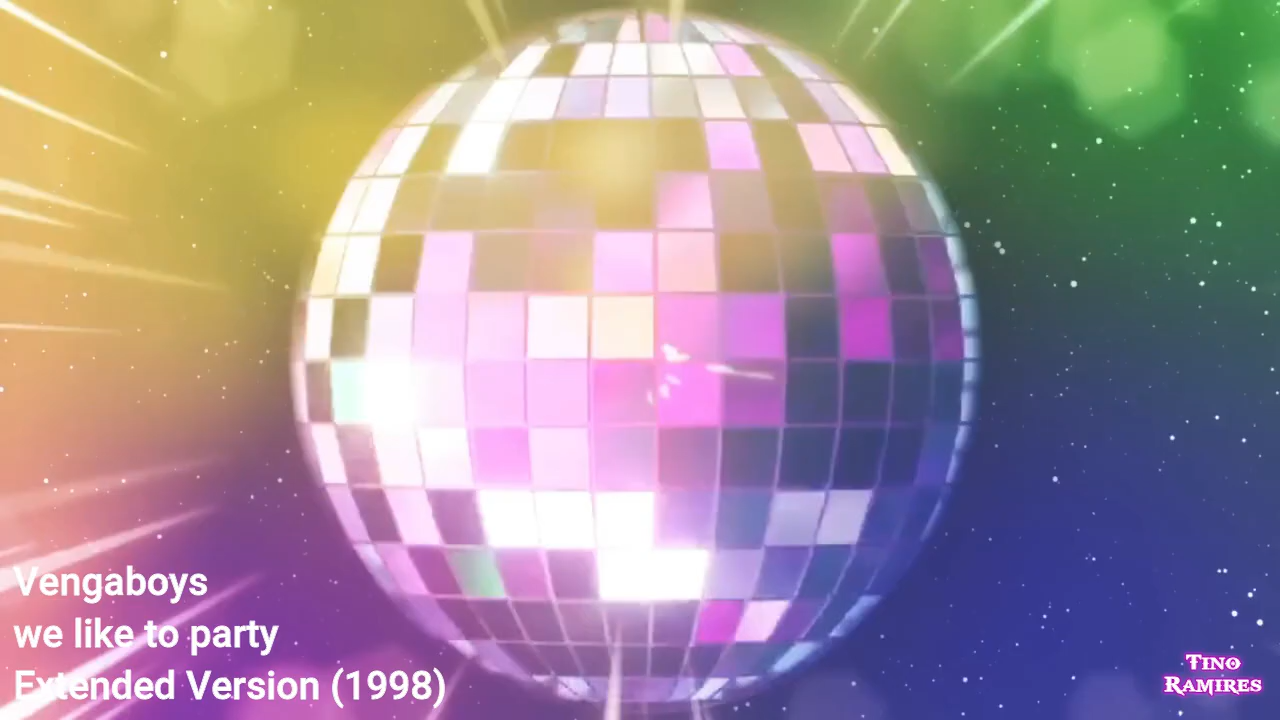 Vengaboys
we like to party
Extended Version (1998)
Tino
Ramires